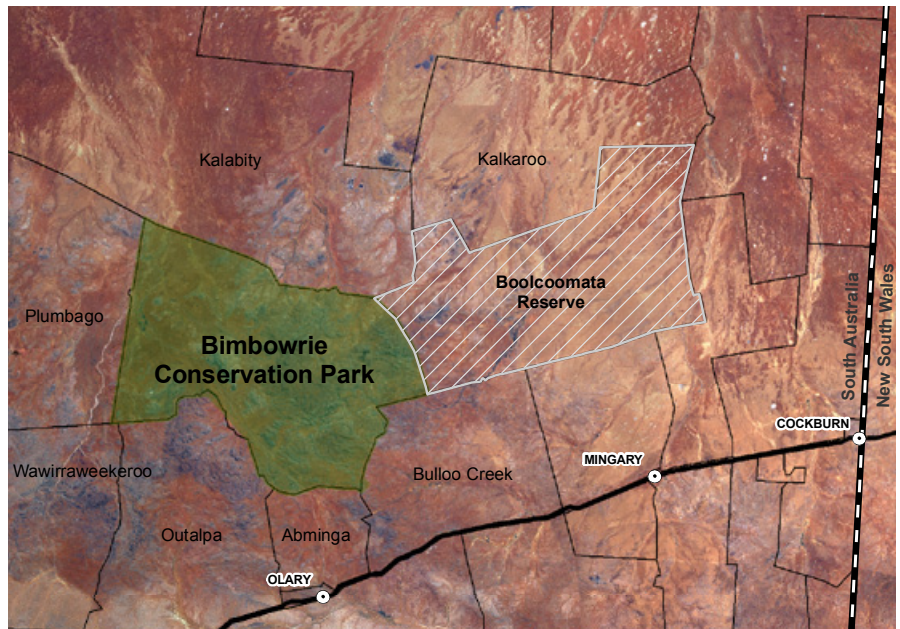 Kalabity
Kalkaroo
Boolcoomata
Reserve
Plumbago
Bimbowrie
Conservation Park
South Australia
New South Wales
COCKBURN
MINGARY
Wawirraweekeroo
Bulloo Creek
Outalpa
Abminga
OLARY